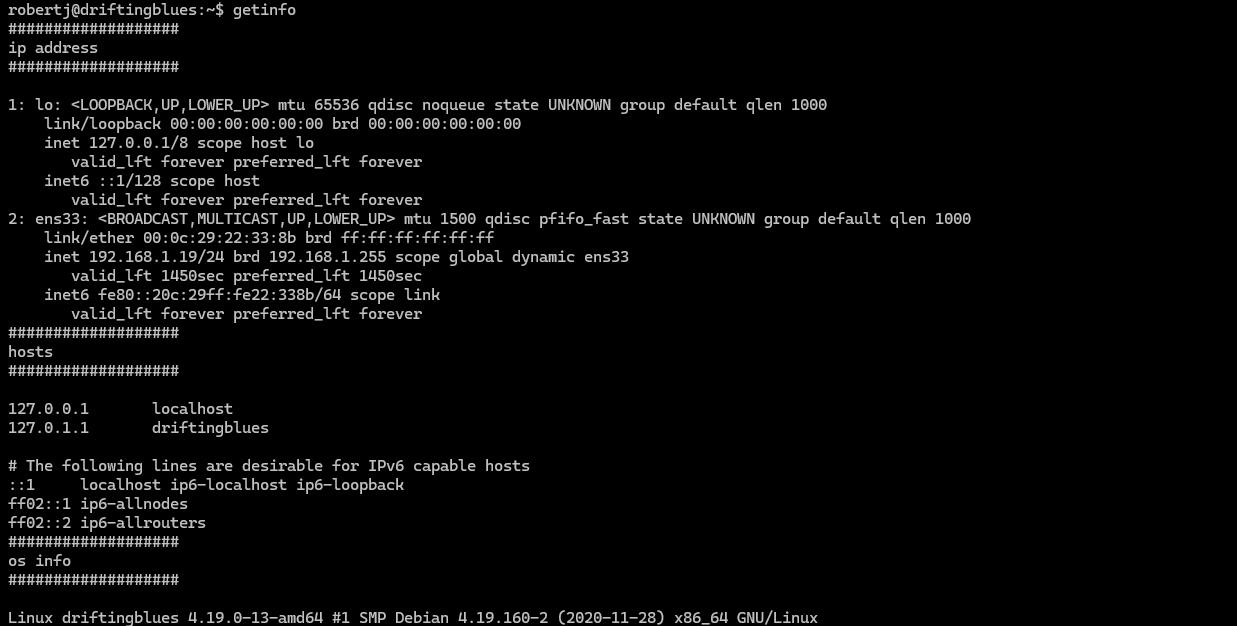 robertj@driftingblues:~$ getinfo
###################
ip address
###################
1: lo: <LOOPBACK,UP,LOWER_UP> mtu 65536 qdisc noqueue state UNKNOWN group default qlen 1000
    link/loopback 00:00:00:00:00:00 brd 00:00:00:00:00:00
    inet 127.0.0.1/8 scope host lo
       valid_lft forever preferred_lft forever
    inet6 ::1/128 scope host
       valid_lft forever preferred_lft forever
2: ens33: <BROADCAST,MULTICAST,UP,LOWER_UP> mtu 1500 qdisc pfifo_fast state UNKNOWN group default qlen 1000
    link/ether 00:0c:29:22:33:8b brd ff:ff:ff:ff:ff:ff
    inet 192.168.1.19/24 brd 192.168.1.255 scope global dynamic ens33
       valid_lft 1450sec preferred_lft 1450sec
    inet6 fe80::20c:29ff:fe22:338b/64 scope link
       valid_lft forever preferred_lft forever
###################
hosts
###################
127.0.0.1       localhost
127.0.1.1       driftingblues
# The following lines are desirable for IPv6 capable hosts
::1     localhost ip6-localhost ip6-loopback
ff02::1 ip6-allnodes
ff02::2 ip6-allrouters
###################
os info
###################
Linux driftingblues 4.19.0-13-amd64 #1 SMP Debian 4.19.160-2 (2020-11-28) x86_64 GNU/Linux